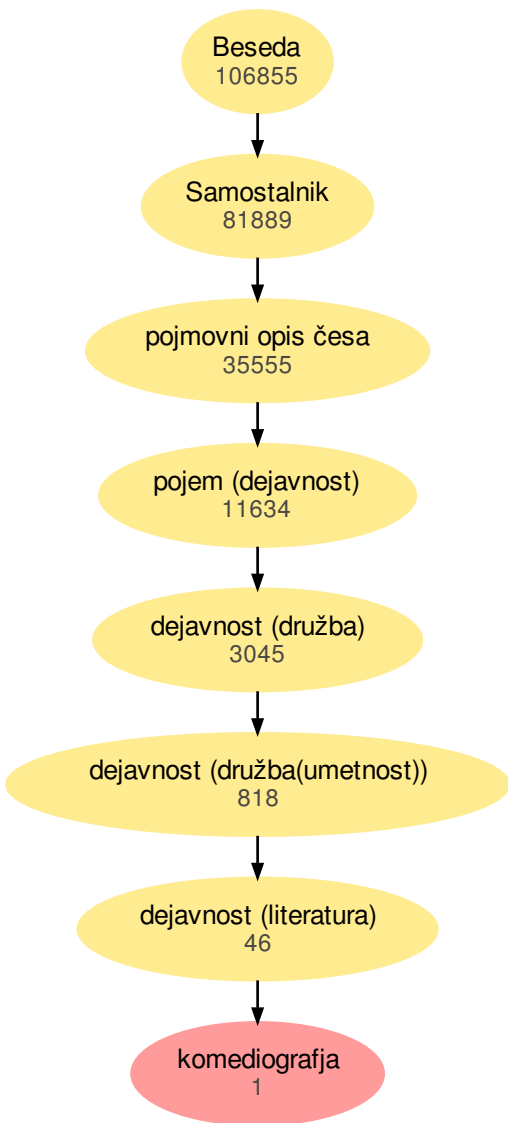 Beseda
106855
Samostalnik
81889
pojmovni opis česa
35555
pojem (dejavnost)
11634
dejavnost (družba)
3045
dejavnost (družba(umetnost))
818
dejavnost (literatura)
46
komediografja
1